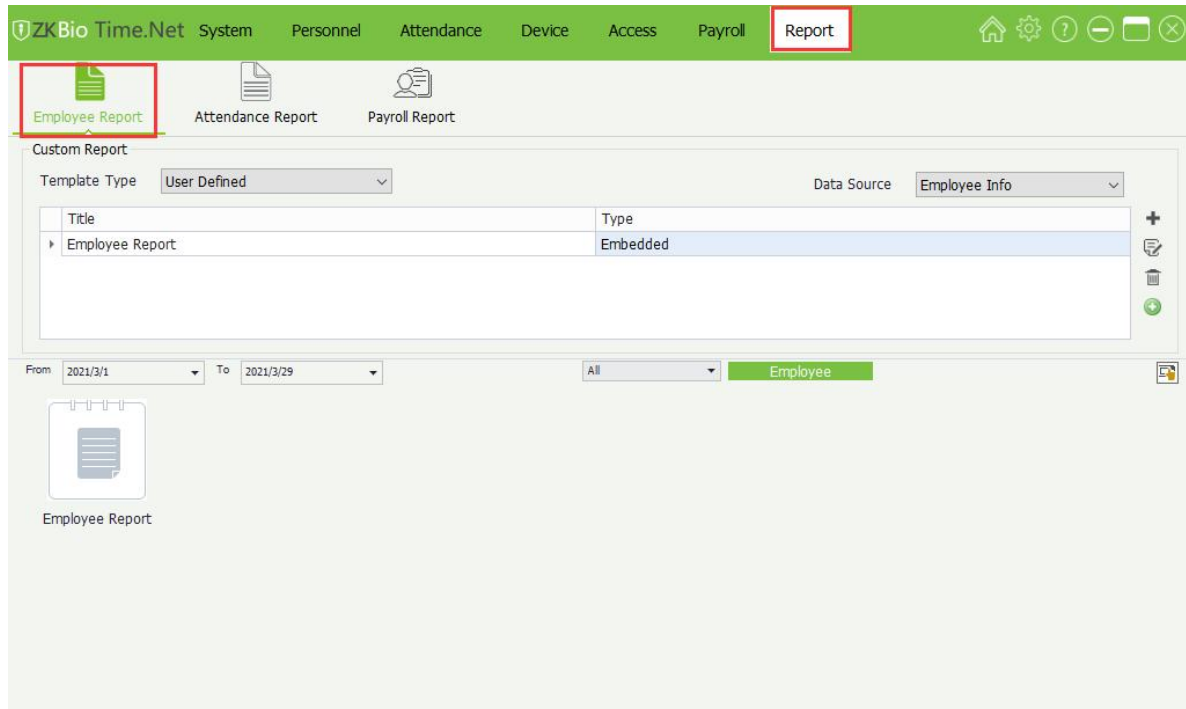 ZKBio Time.Net System Personnel Attendance Device Access Payroll Report
Employee Report Attendance Report Payroll Report
Custom Report
Template Type User Defined Data Source Employee Info
Title Type
Employee Report Embedded
From 2021/3/1 To 2021/3/29 All Employee
Employee Report